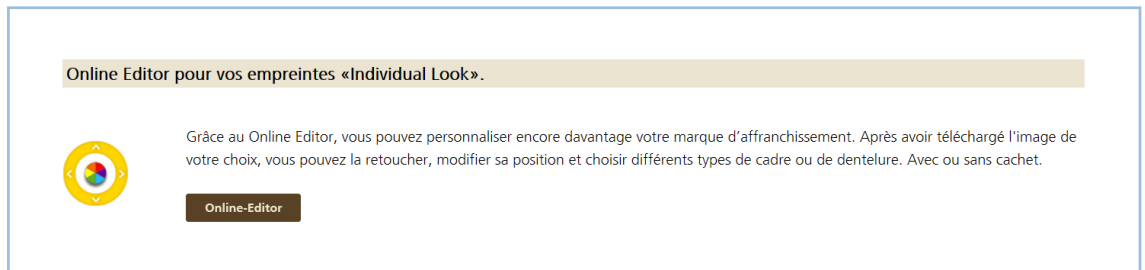 Online Editor pour vos empreintes «Individual Look».
Grâce au Online Editor, vous pouvez personnaliser encore davantage votre marque d’affranchissement. Après avoir téléchargé l'image de
votre choix, vous pouvez la retoucher, modifier sa position et choisir différents types de cadre ou de dentelure. Avec ou sans cachet.
Online-Editor